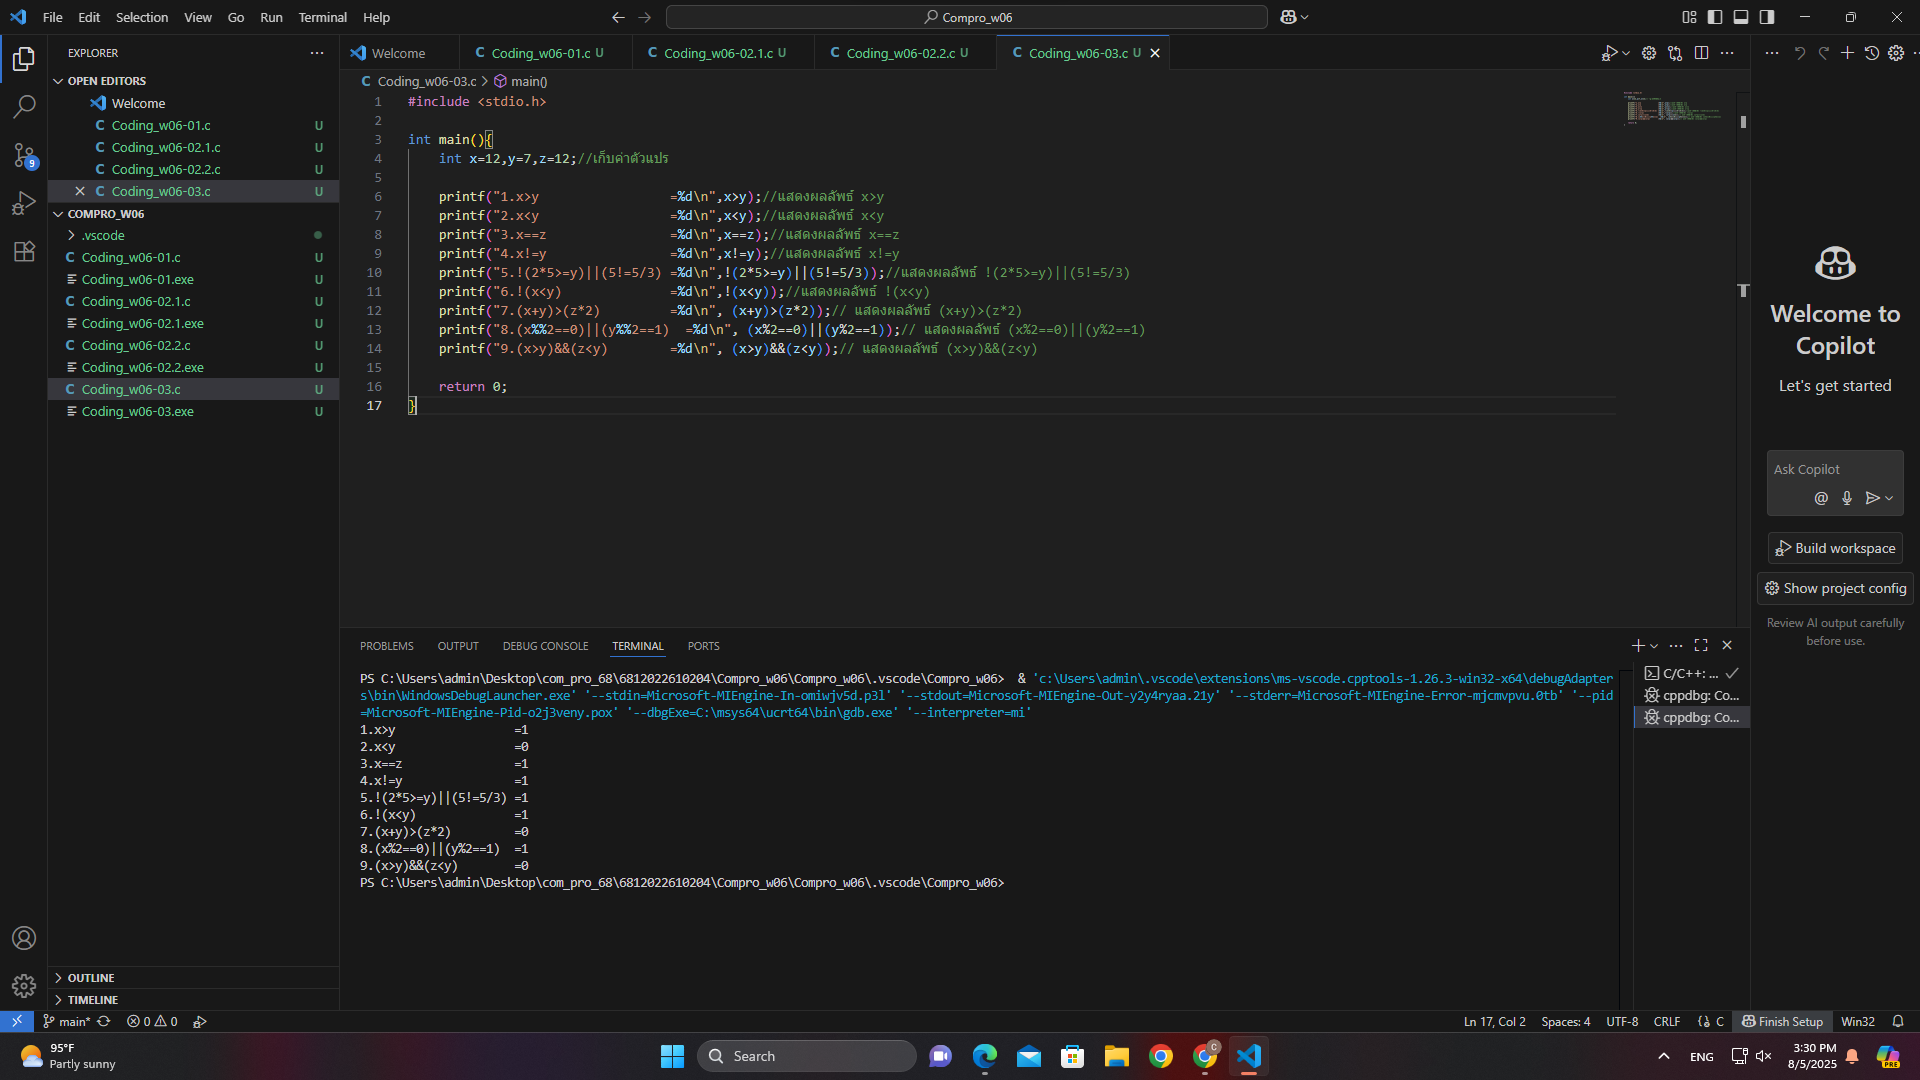 File Edit Selection View Go Run Terminal Help
Compro_w06
EXPLORER
OPEN EDITORS
Welcome
Coding_w06-01.c U
Coding_w06-02.1.c U
Coding_w06-02.2.c U
Coding_w06-03.c U
COMPRO_W06
.vscode
Coding_w06-01.c U
Coding_w06-01.exe U
Coding_w06-02.1.c U
Coding_w06-02.1.exe U
Coding_w06-02.2.c U
Coding_w06-02.2.exe U
Coding_w06-03.c U
Coding_w06-03.exe U
OUTLINE
TIMELINE
9
Welcome C Coding_w06-01.c U C Coding_w06-02.1.c U C Coding_w06-02.2.c U C Coding_w06-03.c U
C Coding_w06-03.c > main()
1 #include <stdio.h>
2
3 int main(){
4 int x=12,y=7,z=12;//เก็บค่าตัวแปร
5
6 printf("1.x>y =%d\n",x>y);//แสดงผลลัพธ์ x>y
7 printf("2.x<y =%d\n",x<y);//แสดงผลลัพธ์ x<y
8 printf("3.x==z =%d\n",x==z);//แสดงผลลัพธ์ x==z
9 printf("4.x!=y =%d\n",x!=y);//แสดงผลลัพธ์ x!=y
10 printf("5.!(2*5>=y)||(5!=5/3) =%d\n",!(2*5>=y)||(5!=5/3));//แสดงผลลัพธ์ !(2*5>=y)||(5!=5/3)
11 printf("6.!(x<y) =%d\n",!(x<y));//แสดงผลลัพธ์ !(x<y)
12 printf("7.(x+y)>(z*2) =%d\n", (x+y)>(z*2));// แสดงผลลัพธ์ (x+y)>(z*2)
13 printf("8.(x%%2==0)||(y%%2==1) =%d\n", (x%2==0)||(y%2==1));// แสดงผลลัพธ์ (x%2==0)||(y%2==1)
14 printf("9.(x>y)&&(z<y) =%d\n", (x>y)&&(z<y));// แสดงผลลัพธ์ (x>y)&&(z<y)
15
16 return 0;
17 }
PROBLEMS OUTPUT DEBUG CONSOLE TERMINAL PORTS
PS C:\Users\admin\Desktop\com_pro_68\6812022610204\Compro_w06\Compro_w06\.vscode\Compro_w06> & 'c:\Users\admin\.vscode\extensions\ms-vscode.cpptools-1.26.3-win32-x64\debugAdapter
s\bin\WindowsDebugLauncher.exe' '--stdin=Microsoft-MIEngine-In-omiwjv5d.p3l' '--stdout=Microsoft-MIEngine-Out-y2y4ryaa.21y' '--stderr=Microsoft-MIEngine-Error-mjcmvpvu.0tb' '--pid
=Microsoft-MIEngine-Pid-o2j3veny.pox' '--dbgExe=C:\msys64\ucrt64\bin\gdb.exe' '--interpreter=mi'
1.x>y =1
2.x<y =0
3.x==z =1
4.x!=y =1
5.!(2*5>=y)||(5!=5/3) =1
6.!(x<y) =1
7.(x+y)>(z*2) =0
8.(x%2==0)||(y%2==1) =1
9.(x>y)&&(z<y) =0
PS C:\Users\admin\Desktop\com_pro_68\6812022610204\Compro_w06\Compro_w06\.vscode\Compro_w06>
C/C++: ...
cppdbg: Co...
cppdbg: Co...
Welcome to
Copilot
Let's get started
Ask Copilot
Build workspace
Show project config
Review AI output carefully
before use.
main* 0 0 Ln 17, Col 2 Spaces: 4 UTF-8 CRLF C Finish Setup Win32
95°F
Partly sunny
Search
C
ENG
3:30 PM
8/5/2025
PRE